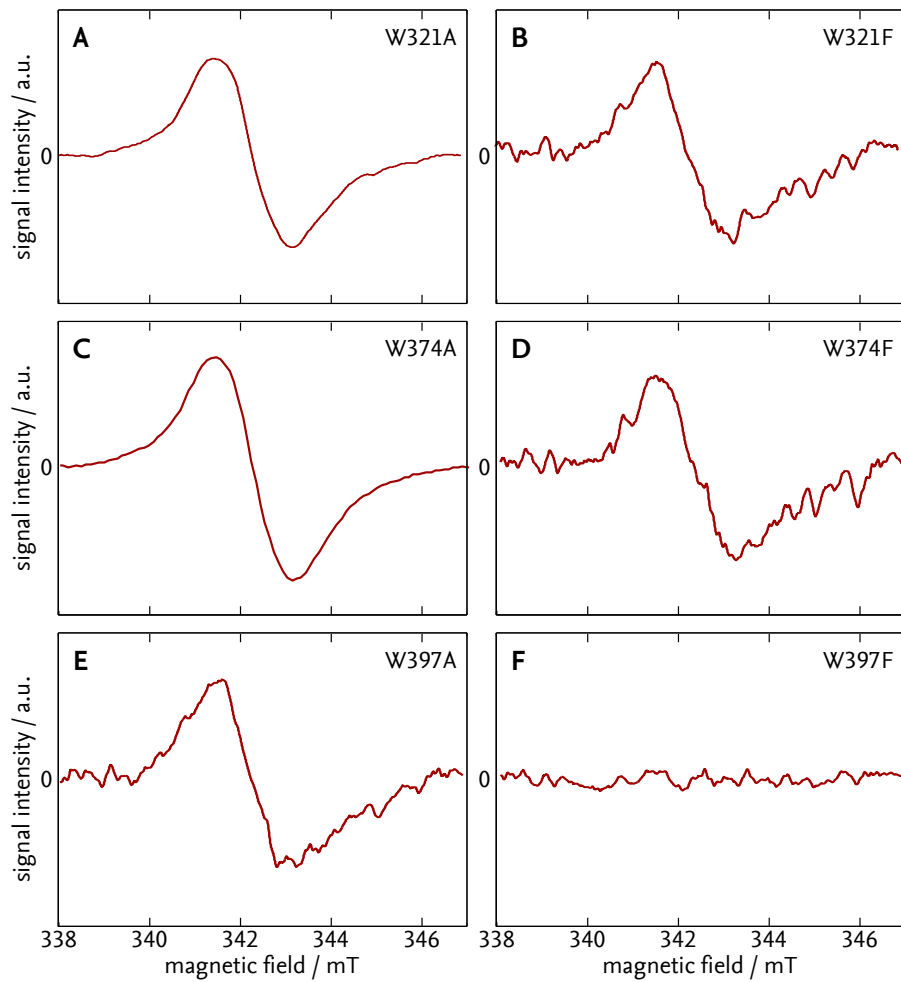 A W321A
B W321F
signal intensity / a.u.
0
0
C W374A
D W374F
signal intensity / a.u.
0
0
E W397A
F W397F
signal intensity / a.u.
0
0
338 340 342 344 346
338 340 342 344 346
magnetic field / mT
magnetic field / mT